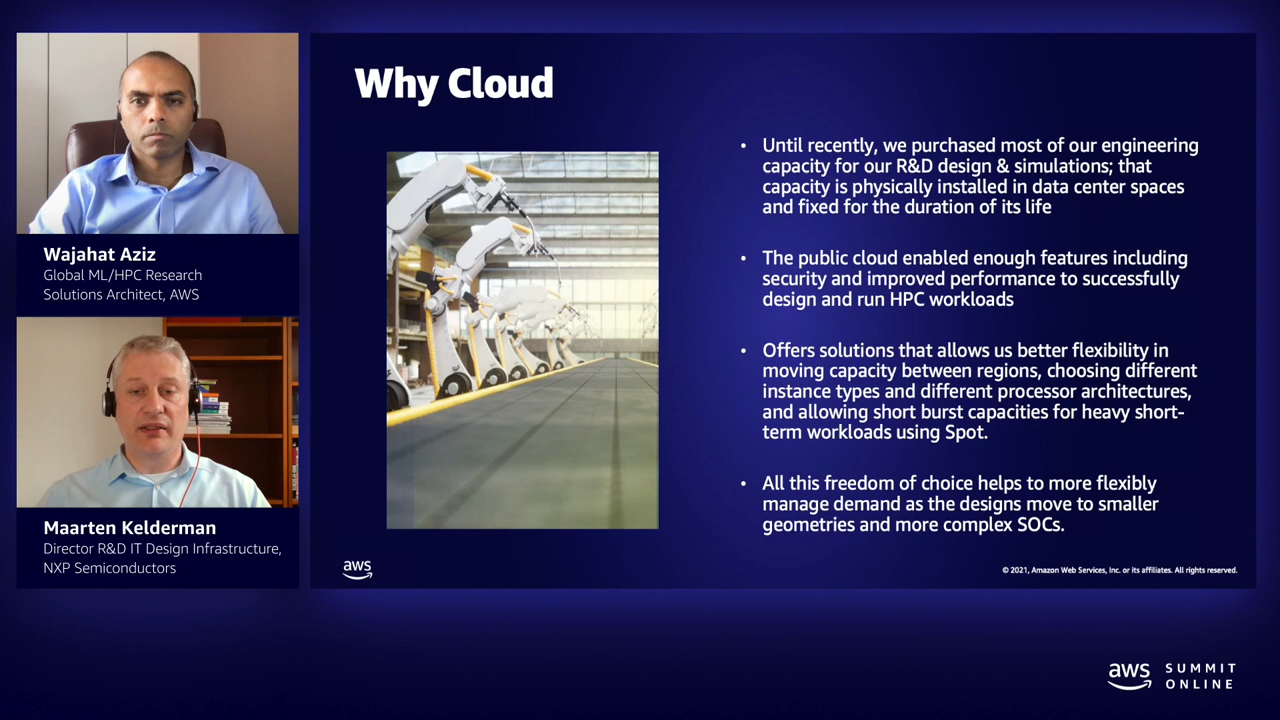 Wajahat Aziz
Global ML/HPC Research
Solutions Architect, AWS
Maarten Kelderman
Director R&D IT Design Infrastructure,
NXP Semiconductors
Why Cloud
• Until recently, we purchased most of our engineering
capacity for our R&D design & simulations; that
capacity is physically installed in data center spaces
and fixed for the duration of its life
• The public cloud enabled enough features including
security and improved performance to successfully
design and run HPC workloads
• Offers solutions that allows us better flexibility in
moving capacity between regions, choosing different
instance types and different processor architectures,
and allowing short burst capacities for heavy short-
term workloads using Spot.
• All this freedom of choice helps to more flexibly
manage demand as the designs move to smaller
geometries and more complex SOCs.
aws
© 2021, Amazon Web Services, Inc. or its affiliates. All rights reserved.
aws
SUMMIT
ONLINE